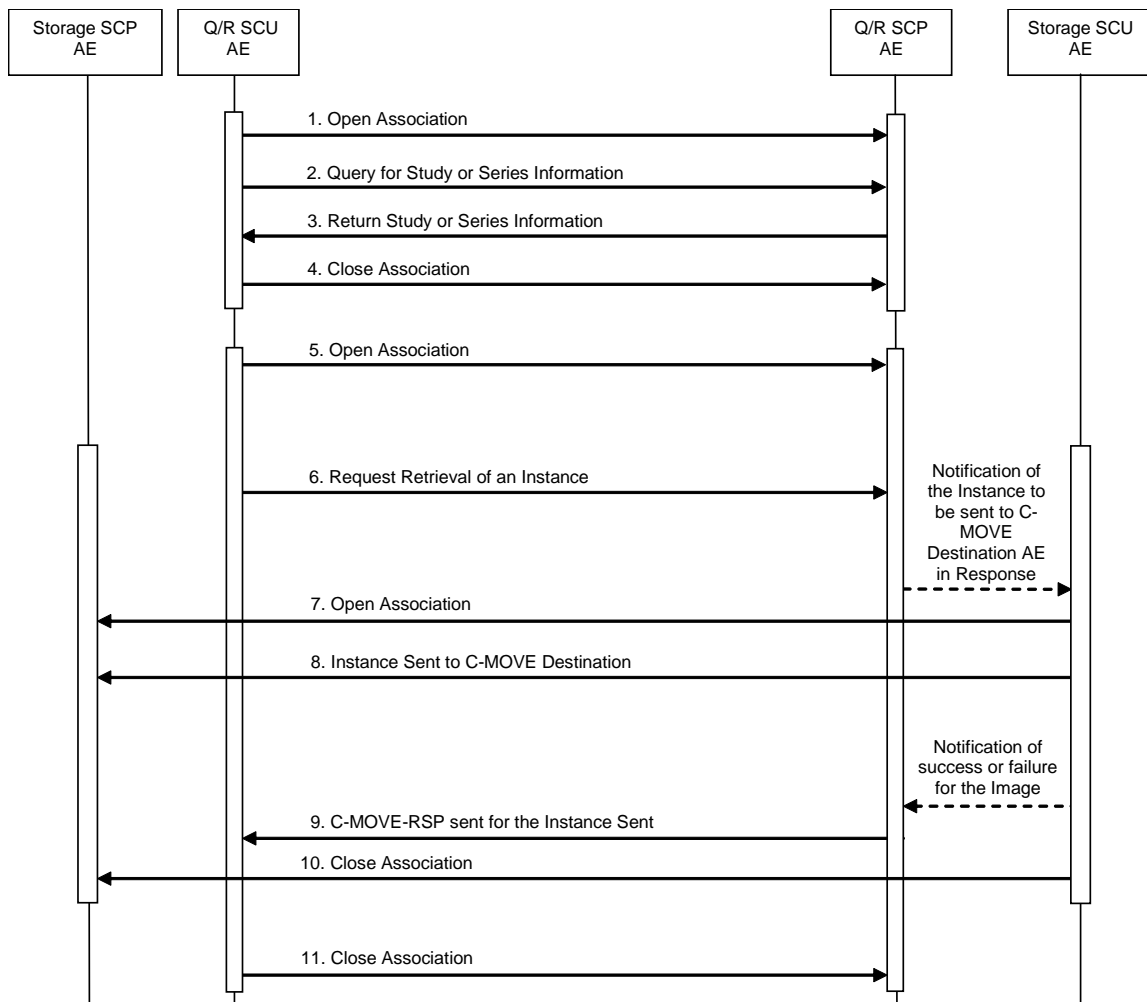 Storage SCP
AE
Q/R SCU
AE
Q/R SCP
AE
Storage SCU
AE
1. Open Association
2. Query for Study or Series Information
3. Return Study or Series Information
4. Close Association
5. Open Association
6. Request Retrieval of an Instance
Notification of
the Instance to
be sent to C-
MOVE
Destination AE
in Response
7. Open Association
8. Instance Sent to C-MOVE Destination
Notification of
success or failure
for the Image
9. C-MOVE-RSP sent for the Instance Sent
10. Close Association
11. Close Association